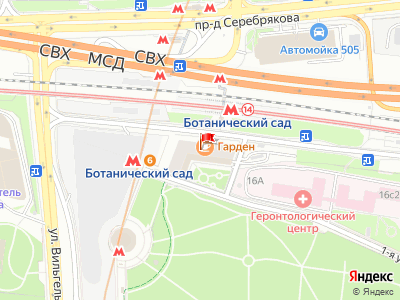 пр-д Серебрякова
СВХ
МСД
СВХ
Автомойка 505
14
Ботанический сад
Гарден
6
Ботанический сад
16А
16с2
Геронтологический
центр
ул. Вильгель
1-я у
Яндекс
Яндекс